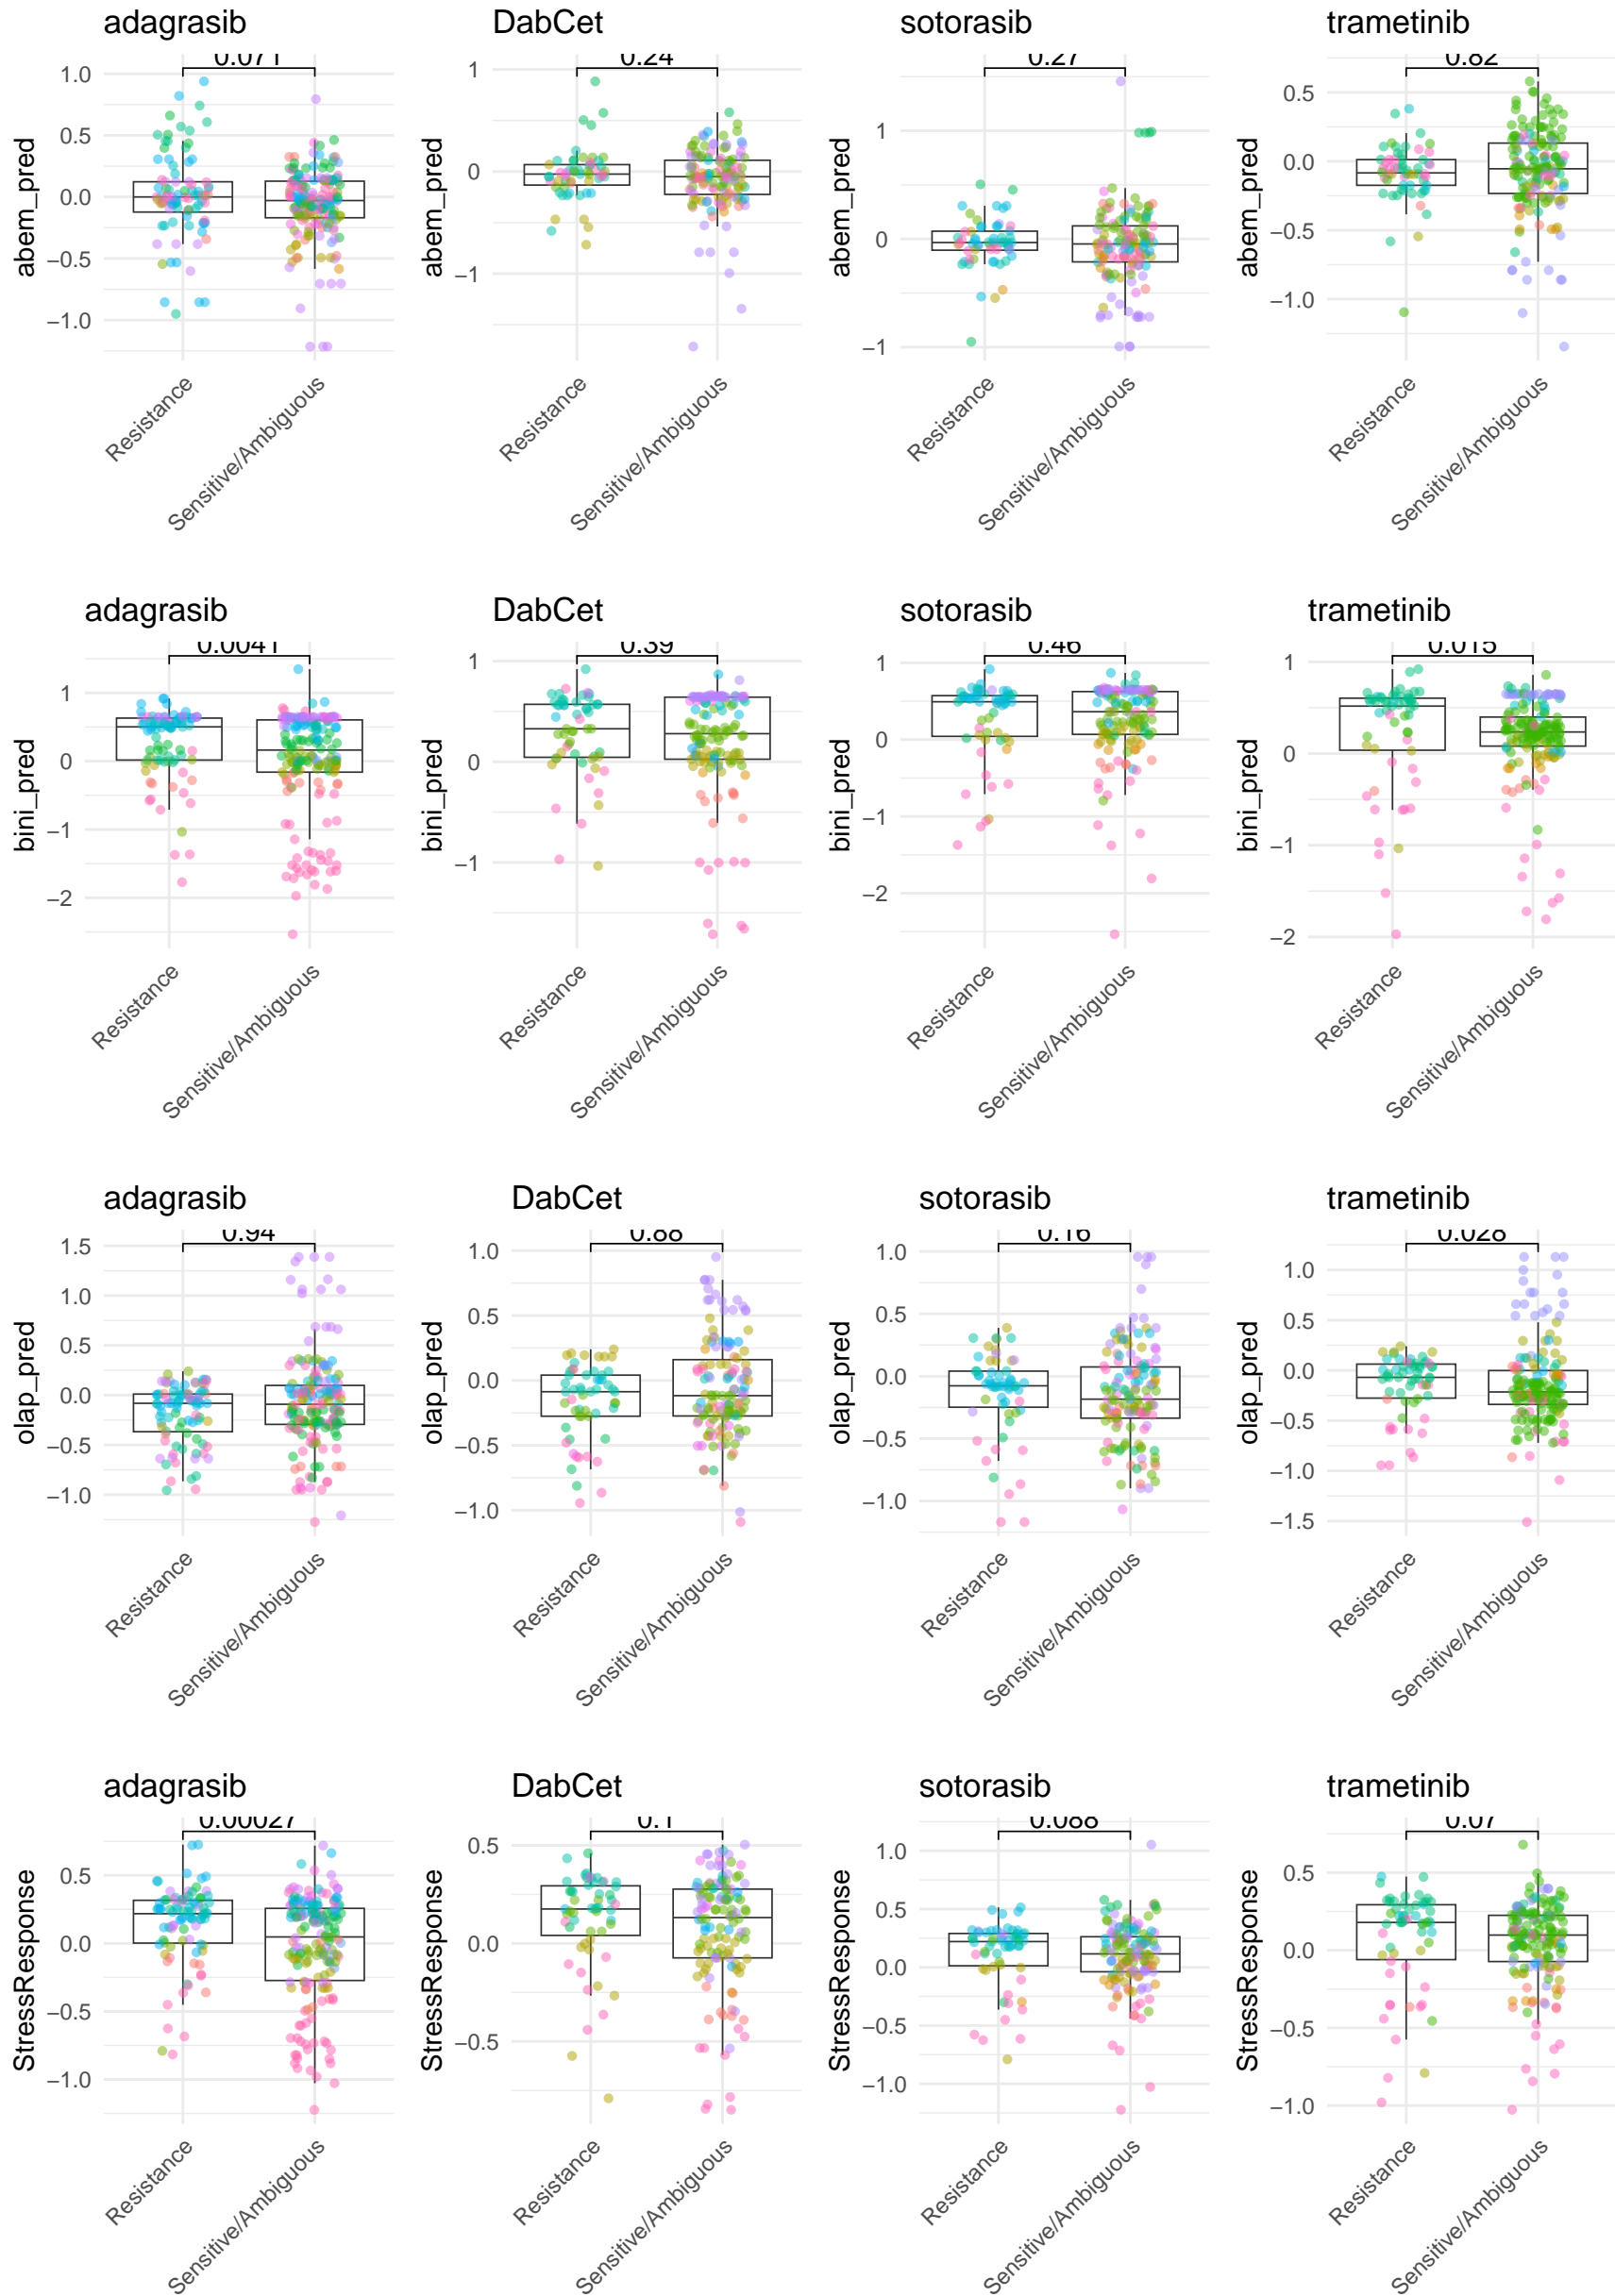 adagrasib DabCet sotorasib trametinib
0.071 0.24 0.27 0.82
abem_pred
1.0
0.5
0.0
−0.5
−1.0
abem_pred
1
0
−1
abem_pred
1
0
−1
abem_pred
0.5
0.0
−0.5
−1.0
Resistance Sensitive/Ambiguous Resistance Sensitive/Ambiguous Resistance Sensitive/Ambiguous Resistance Sensitive/Ambiguous
adagrasib DabCet sotorasib trametinib
0.0041 0.39 0.46 0.015
bini_pred
1
0
−1
−2
bini_pred
1
0
−1
bini_pred
1
0
−1
−2
bini_pred
1
0
−1
−2
Resistance Sensitive/Ambiguous Resistance Sensitive/Ambiguous Resistance Sensitive/Ambiguous Resistance Sensitive/Ambiguous
adagrasib DabCet sotorasib trametinib
0.94 0.88 0.16 0.028
olap_pred
1.5
1.0
0.5
0.0
−0.5
−1.0
olap_pred
1.0
0.5
0.0
−0.5
−1.0
olap_pred
1.0
0.5
0.0
−0.5
−1.0
olap_pred
1.0
0.5
0.0
−0.5
−1.0
−1.5
Resistance Sensitive/Ambiguous Resistance Sensitive/Ambiguous Resistance Sensitive/Ambiguous Resistance Sensitive/Ambiguous
adagrasib DabCet sotorasib trametinib
0.00027 0.1 0.088 0.07
StressResponse
0.5
0.0
−0.5
−1.0
StressResponse
0.5
0.0
−0.5
StressResponse
1.0
0.5
0.0
−0.5
−1.0
StressResponse
0.5
0.0
−0.5
−1.0
Resistance Sensitive/Ambiguous Resistance Sensitive/Ambiguous Resistance Sensitive/Ambiguous Resistance Sensitive/Ambiguous